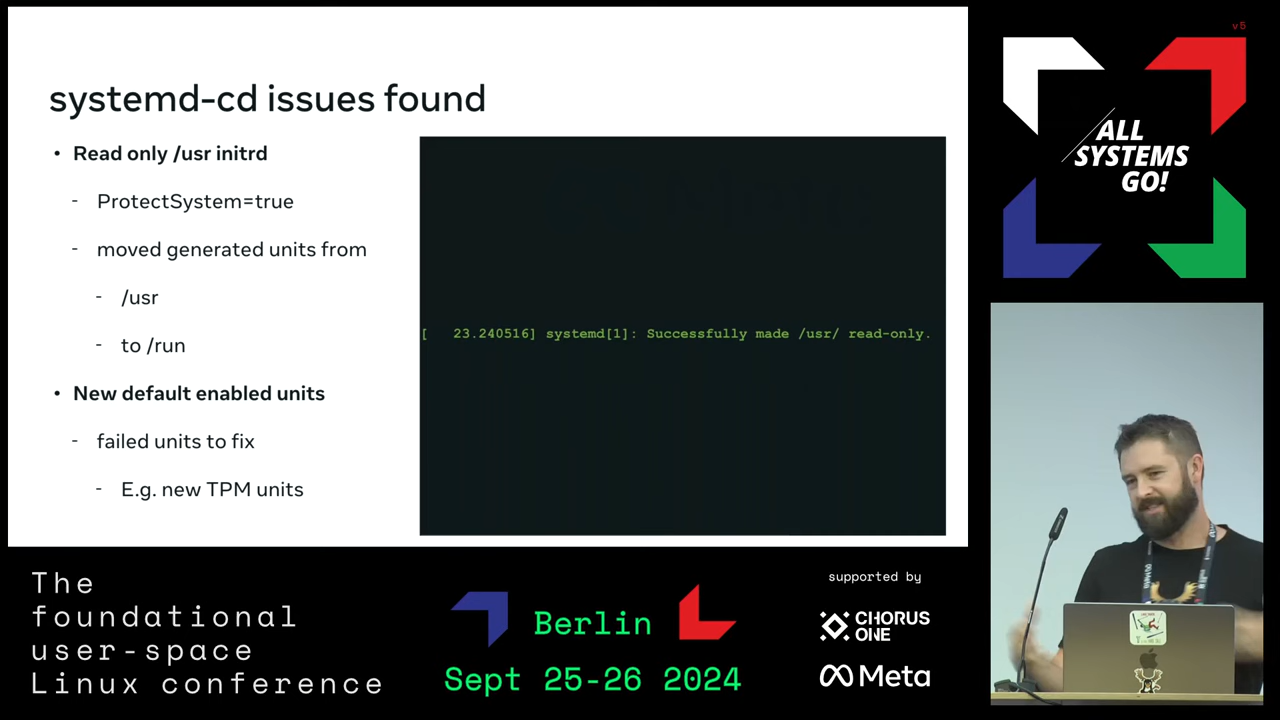 systemd-cd issues found
• Read only /usr initrd
- ProtectSystem=true
- moved generated units from
- /usr
- to /run
• New default enabled units
- failed units to fix
- E.g. new TPM units
[   23.240516] systemd[1]: Successfully made /usr/ read-only.
v5
ALL
SYSTEMS
GO!
The
foundational
user-space
Linux conference
Berlin
Sept 25-26 2024
supported by
CHORUS
ONE
Meta